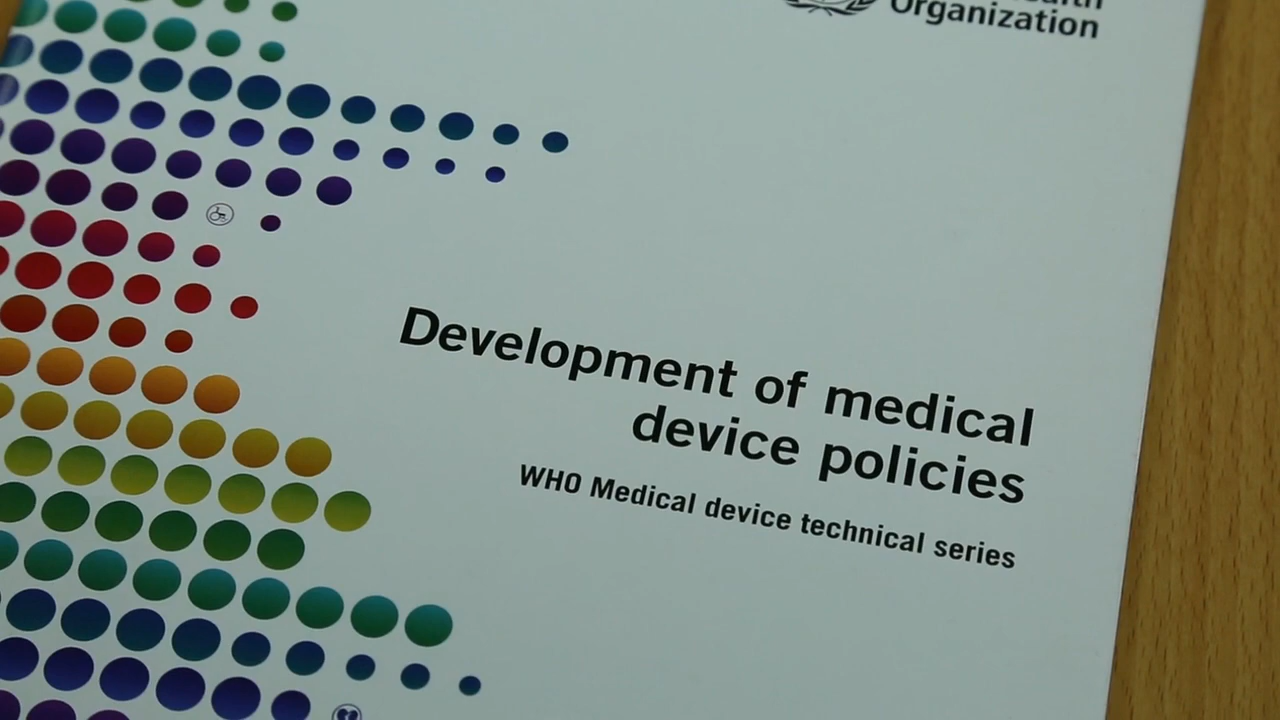 Organization
Development of medical
device policies
WHO Medical device technical series